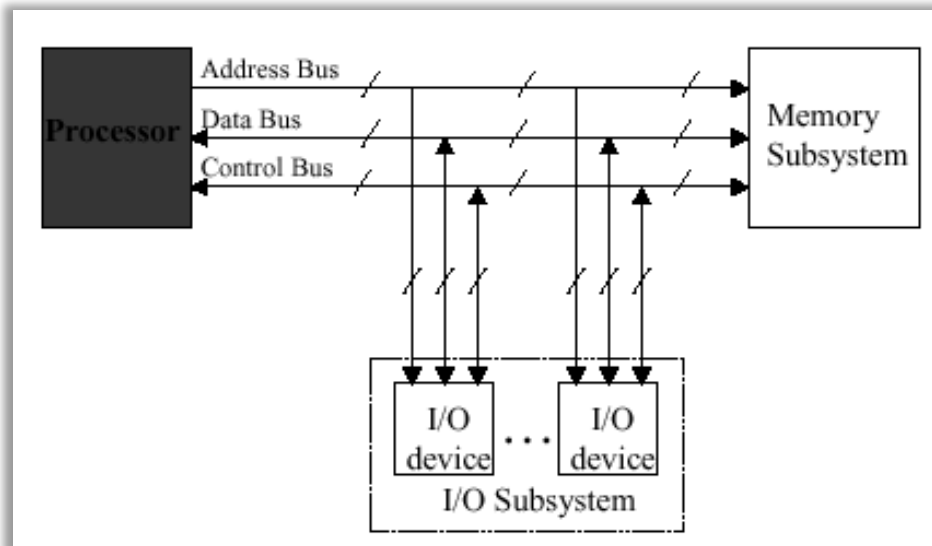 Address Bus
Data Bus
Control Bus
Processor
Memory
Subsystem
I/O
device
I/O
device
I/O Subsystem